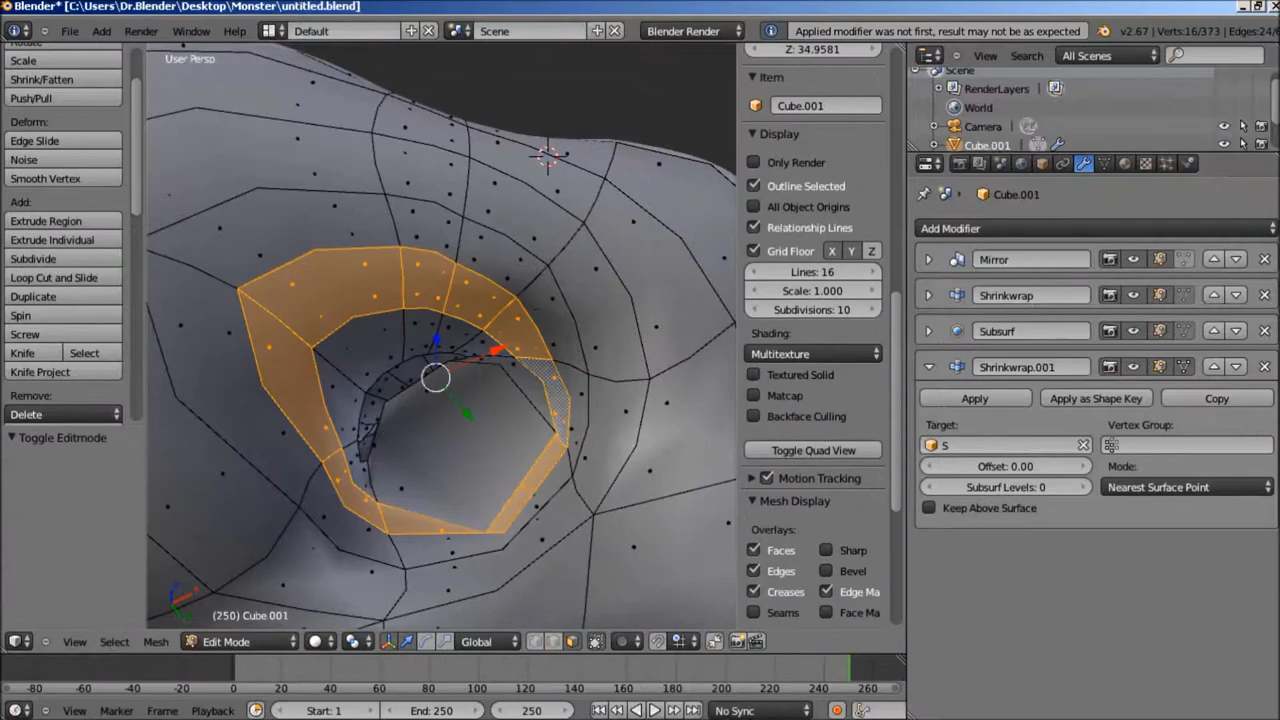 Blender* [C:\Users\Dr.Blender\Desktop\Monster\untitled.blend]
File Add Render Window Help Default Scene Blender Render Applied modifier was not first, result may not be as expected v2.67 | Verts:16/373 | Edges:24/6
Rotate
Scale
Shrink/Fatten
Push/Pull
Deform:
Edge Slide
Noise
Smooth Vertex
Add:
Extrude Region
Extrude Individual
Subdivide
Loop Cut and Slide
Duplicate
Spin
Screw
Knife Select
Knife Project
Remove:
Delete
Toggle Editmode
User Persp
(250) Cube.001
Z: 34.9581
Item
Cube.001
Display
Only Render
Outline Selected
All Object Origins
Relationship Lines
Grid Floor X Y Z
Lines: 16
Scale: 1.000
Subdivisions: 10
Shading:
Multitexture
Textured Solid
Matcap
Backface Culling
Toggle Quad View
Motion Tracking
Mesh Display
Overlays:
Faces Sharp
Edges Bevel
Creases Edge Ma
Seams Face Ma
View Search All Scenes
Scene
RenderLayers
World
Camera
Cube.001
Cube.001
Add Modifier
Mirror
Shrinkwrap
Subsurf
Shrinkwrap.001
Apply Apply as Shape Key Copy
Target: Vertex Group:
S
Offset: 0.00 Mode:
Subsurf Levels: 0 Nearest Surface Point
Keep Above Surface
View Select Mesh Edit Mode Global
-80 -60 -40 -20 0 20 40 60 80 100 120 140 160 180 200 220 240 260
View Marker Frame Playback Start: 1 End: 250 250 No Sync